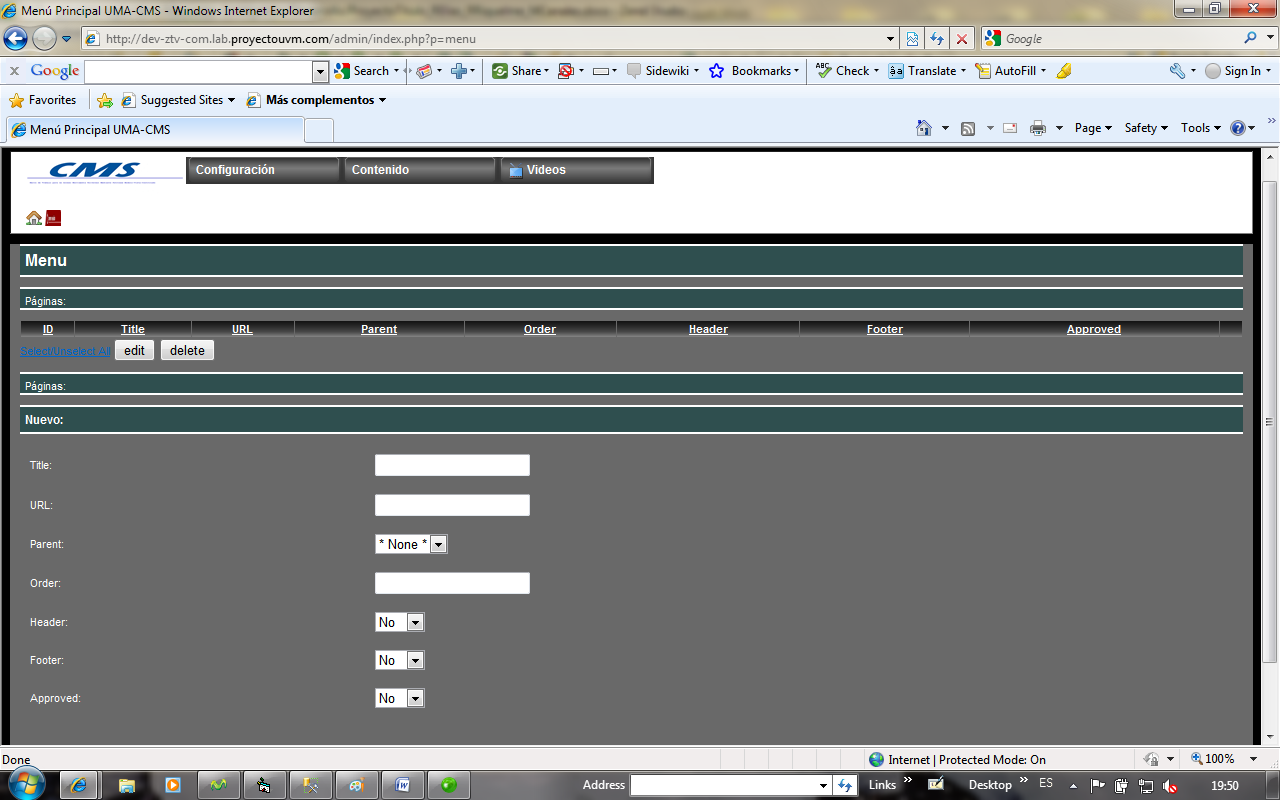 Menú Principal UMA-CMS - Windows Internet Explorer
http://dev-ztv-com.lab.proyectouvm.com/admin/index.php?p=menu
Google
x Google Search Share Sidewiki Bookmarks Check Translate AutoFill Sign In
Favorites Suggested Sites Más complementos
Menú Principal UMA-CMS Page Safety Tools
CMS Configuración Contenido Videos
Menu
Páginas:
ID Title URL Parent Order Header Footer Approved
Select/Unselect All edit delete
Páginas:
Nuevo:
Title:
URL:
Parent: * None *
Order:
Header: No
Footer: No
Approved: No
Done Internet | Protected Mode: On 100%
Address Links Desktop ES 19:50